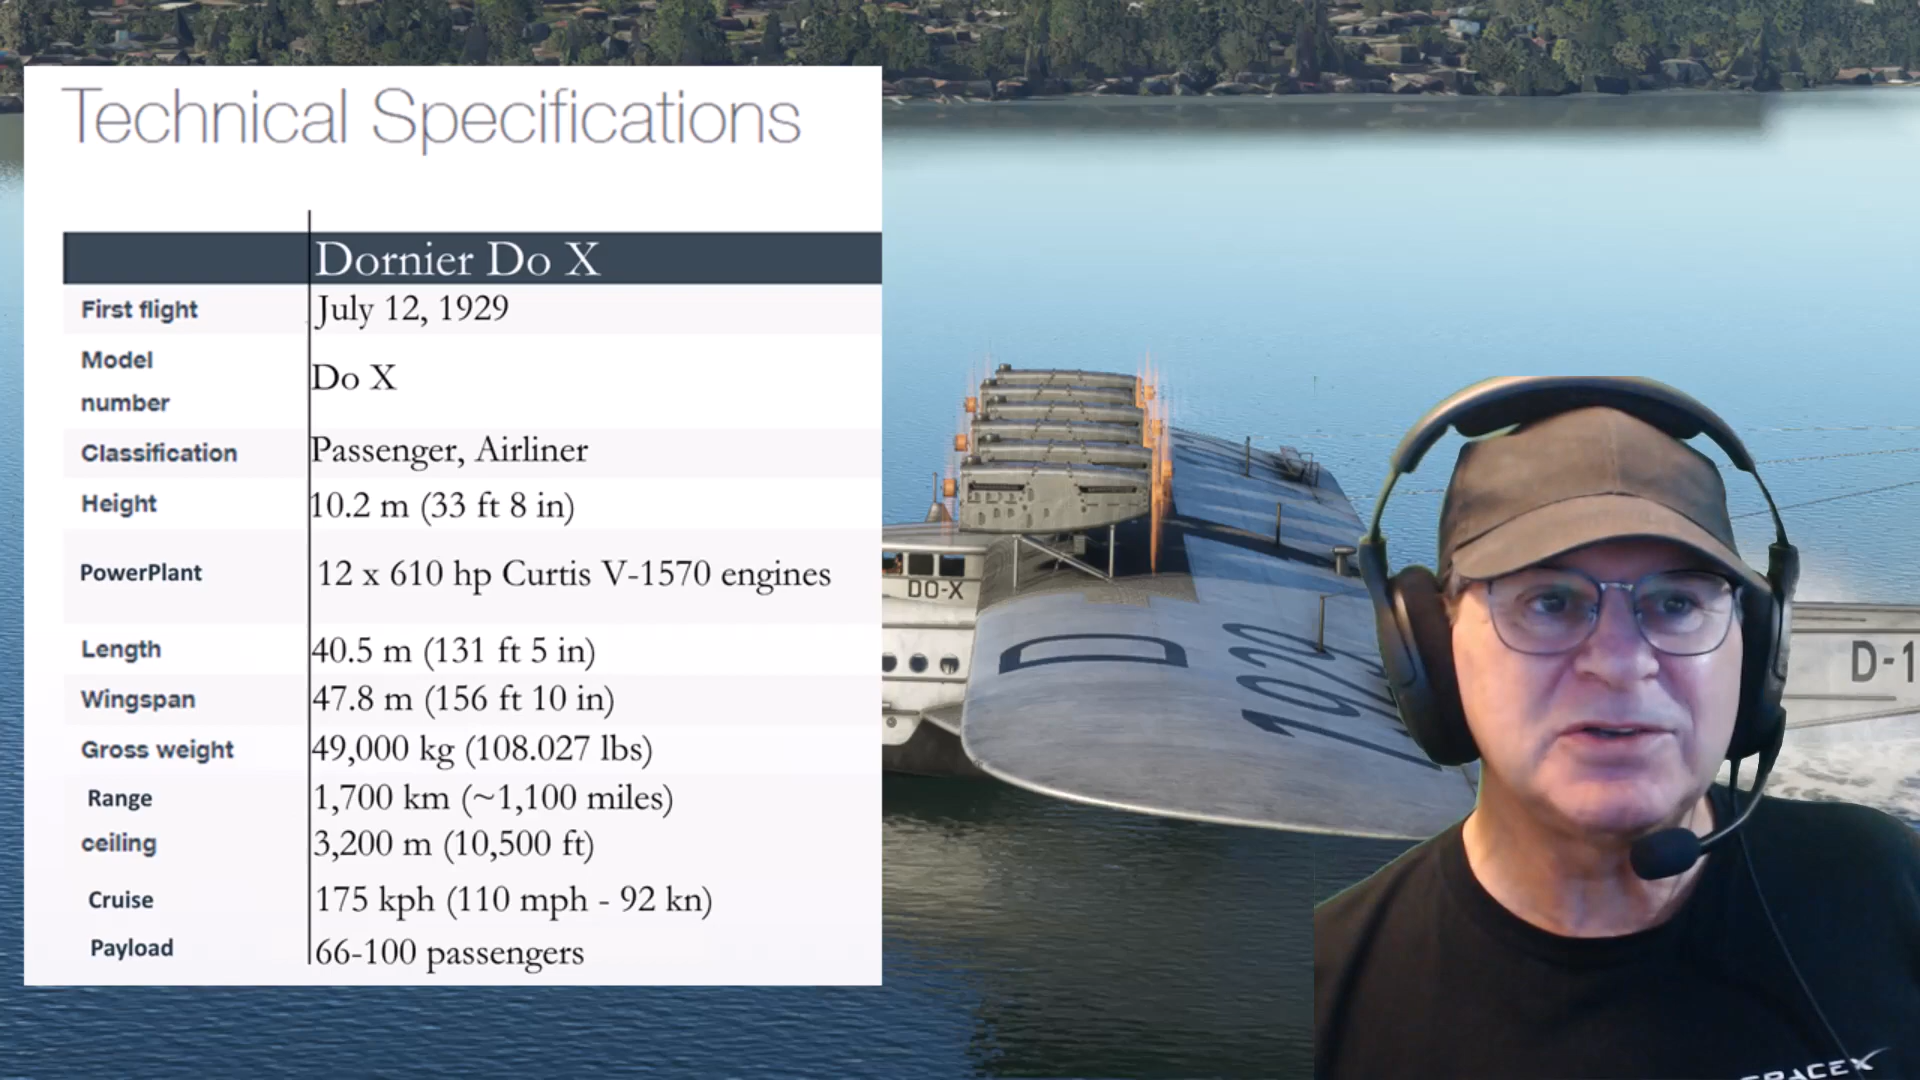 Technical Specifications
Dornier Do X
First flight July 12, 1929
Model
number
Do X
Classification Passenger, Airliner
Height 10.2 m (33 ft 8 in)
PowerPlant 12 x 610 hp Curtis V-1570 engines
Length 40.5 m (131 ft 5 in)
Wingspan 47.8 m (156 ft 10 in)
Gross weight 49,000 kg (108.027 lbs)
Range 1,700 km (~1,100 miles)
ceiling 3,200 m (10,500 ft)
Cruise 175 kph (110 mph - 92 kn)
Payload 66-100 passengers
DO-X
D
D-1
SPACEX